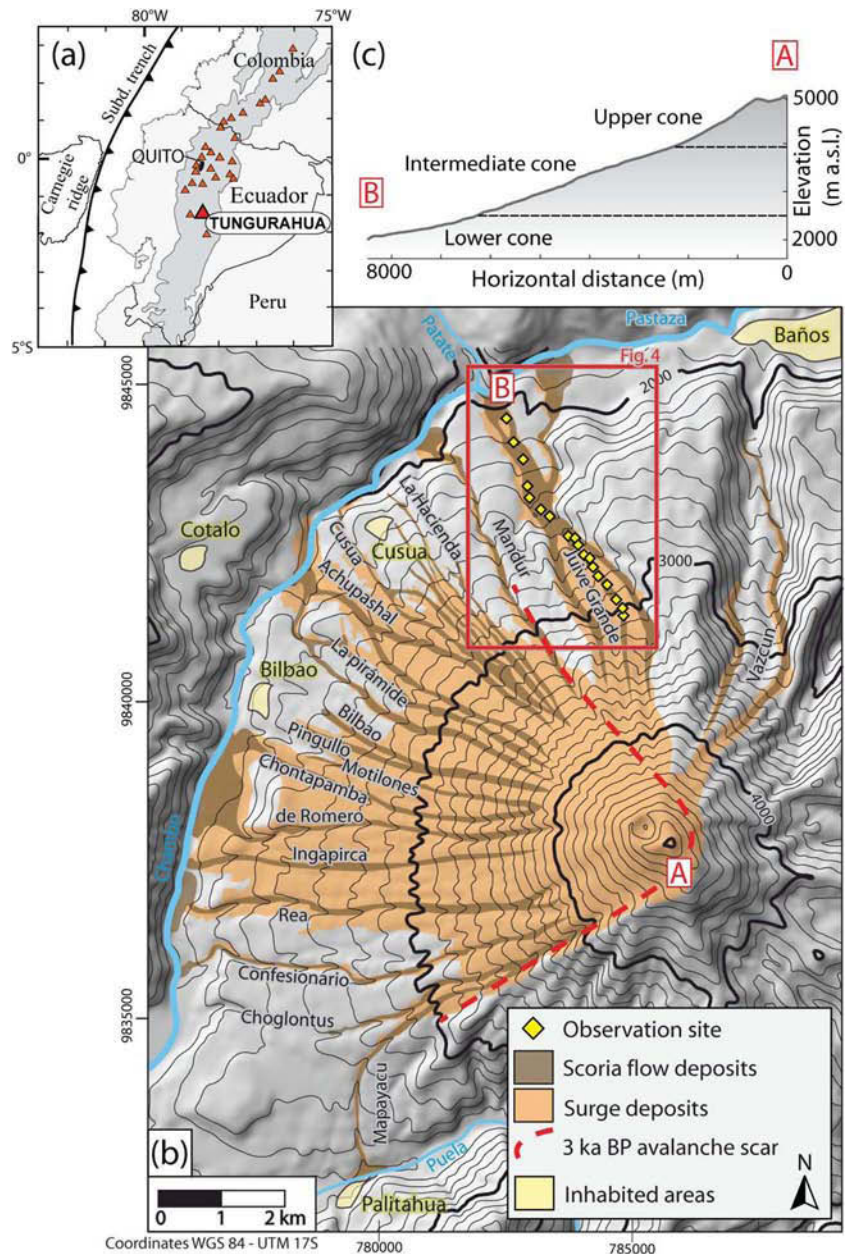 (a)
80°W
75°W
Subd. trench
Colombia
0°
QUITO
Carnegie
ridge
Ecuador
TUNGURAHUA
Peru
5°S
(c)
A
5000
Upper cone
Intermediate cone
Elevation
(m a.s.l.)
B
Lower cone
2000
8000
Horizontal distance (m)
0
Patate
Pastaza
Baños
Fig. 4
2000
B
9845000
La Hacienda
Cotalo
Cusua
Cusua
Mandur
3000
Achupashal
Juive Grande
Vazcun
La pirámide
Bilbao
9840000
Bilbao
Pingullo
Motilones
Chontapamba
4000
de Romero
Chambo
Ingapirca
A
Rea
Confesionario
9835000
Choglontus
Mapayacu
Puela
Palitahua
Observation site
Scoria flow deposits
Surge deposits
3 ka BP avalanche scar
Inhabited areas
N
(b)
0 1 2 km
Coordinates WGS 84 - UTM 17S
780000
785000